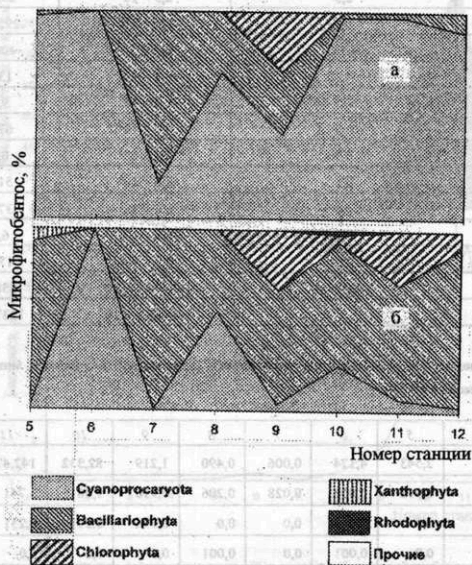 а
Микрофитобентос, %
б
5 6 7 8 9 10 11 12
Номер станции
Cyanoprocaryota
Xanthophyta
Bacillariophyta
Rhodophyta
Chlorophyta
Прочие